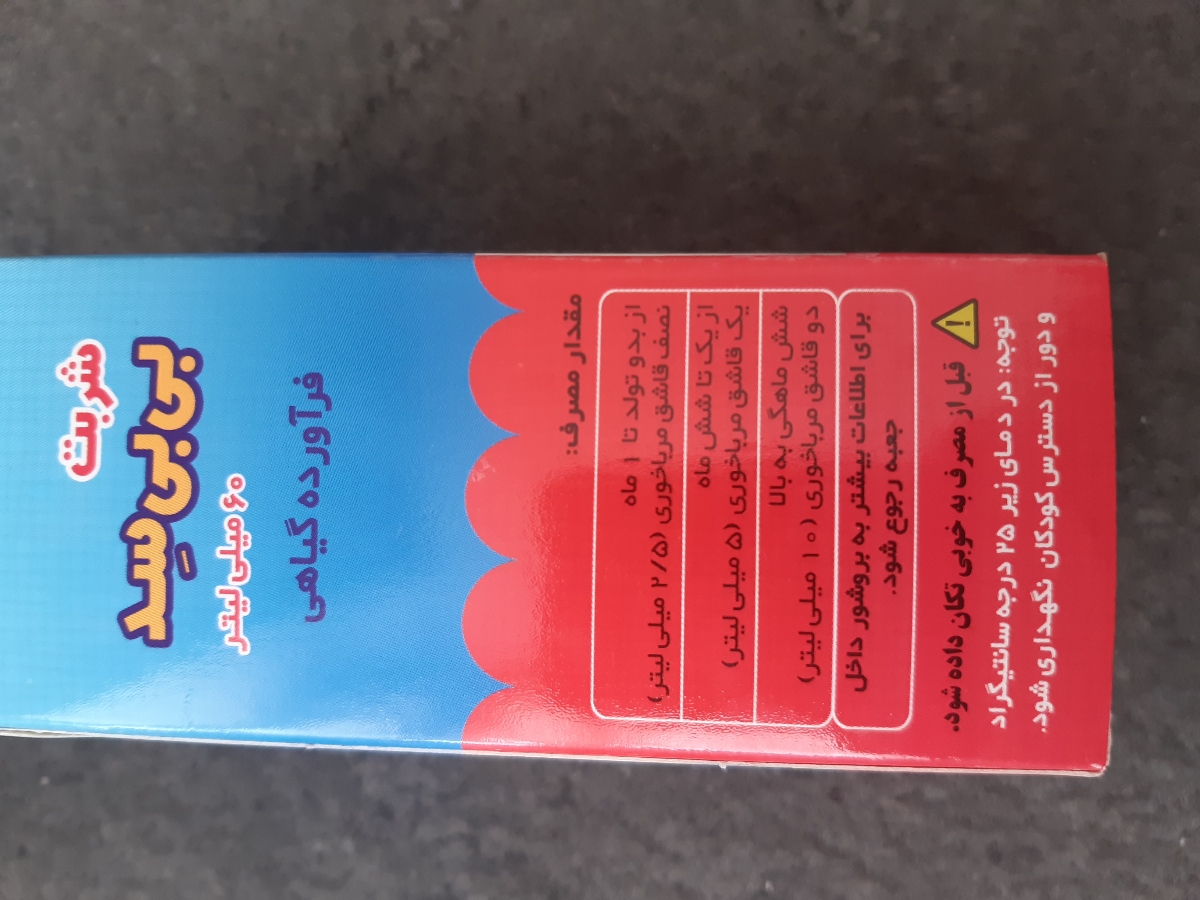 شربت
بی‌بی‌سِد
۶۰ میلی لیتر
فرآورده گیاهی
مقدار مصرف:
از بدو تولد تا ۱ ماه
نصف قاشق مرباخوری (۲/۵ میلی لیتر)
از یک تا شش ماه
یک قاشق مرباخوری (۵ میلی لیتر)
شش ماهگی به بالا
دو قاشق مرباخوری (۱۰ میلی لیتر)
برای اطلاعات بیشتر به بروشور داخل
جعبه رجوع شود.
قبل از مصرف به خوبی تکان داده شود.
توجه: در دمای زیر ۲۵ درجه سانتیگراد
و دور از دسترس کودکان نگهداری شود.